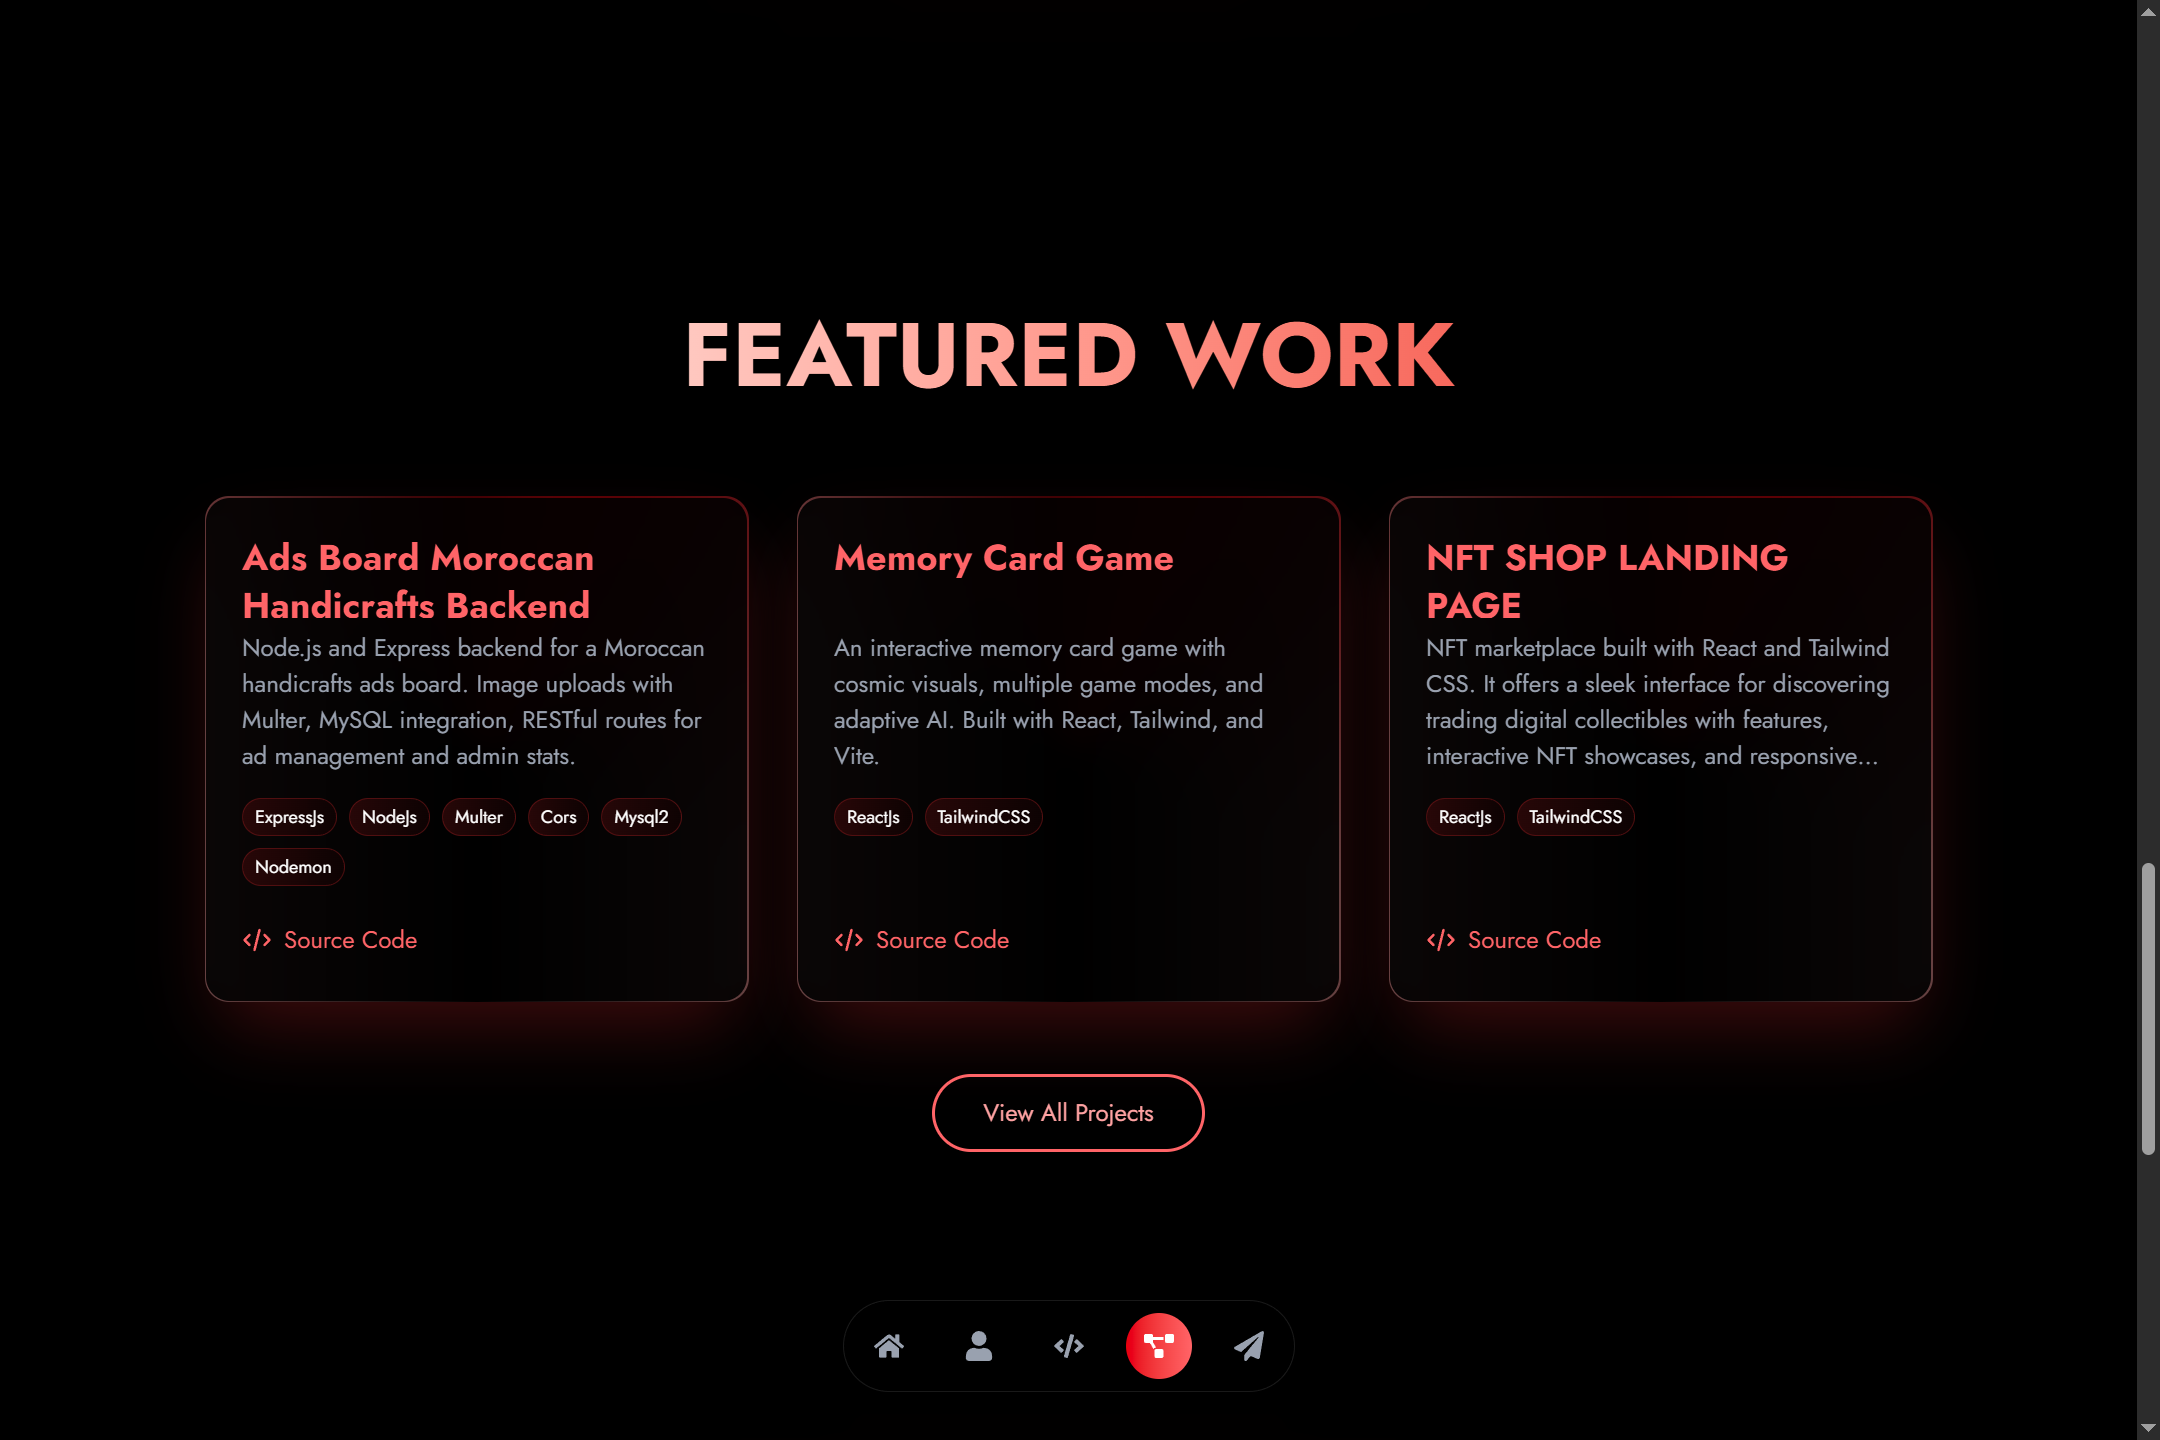 FEATURED WORK
Ads Board Moroccan
Handicrafts Backend
Node.js and Express backend for a Moroccan
handicrafts ads board. Image uploads with
Multer, MySQL integration, RESTful routes for
ad management and admin stats.
ExpressJs NodeJs Multer Cors Mysql2
Nodemon
Source Code
Memory Card Game
An interactive memory card game with
cosmic visuals, multiple game modes, and
adaptive AI. Built with React, Tailwind, and
Vite.
ReactJs TailwindCSS
Source Code
NFT SHOP LANDING
PAGE
NFT marketplace built with React and Tailwind
CSS. It offers a sleek interface for discovering
trading digital collectibles with features,
interactive NFT showcases, and responsive...
ReactJs TailwindCSS
Source Code
View All Projects